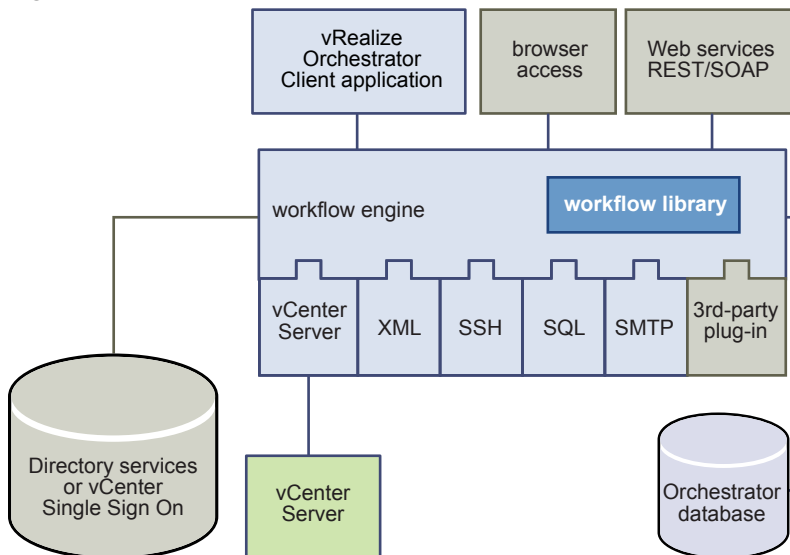 vRealize
Orchestrator
Client application
browser
access
Web services
REST/SOAP
workflow engine
workflow library
vCenter
Server
XML
SSH
SQL
SMTP
3rd-party
plug-in
Directory services
or vCenter
Single Sign On
vCenter
Server
Orchestrator
database